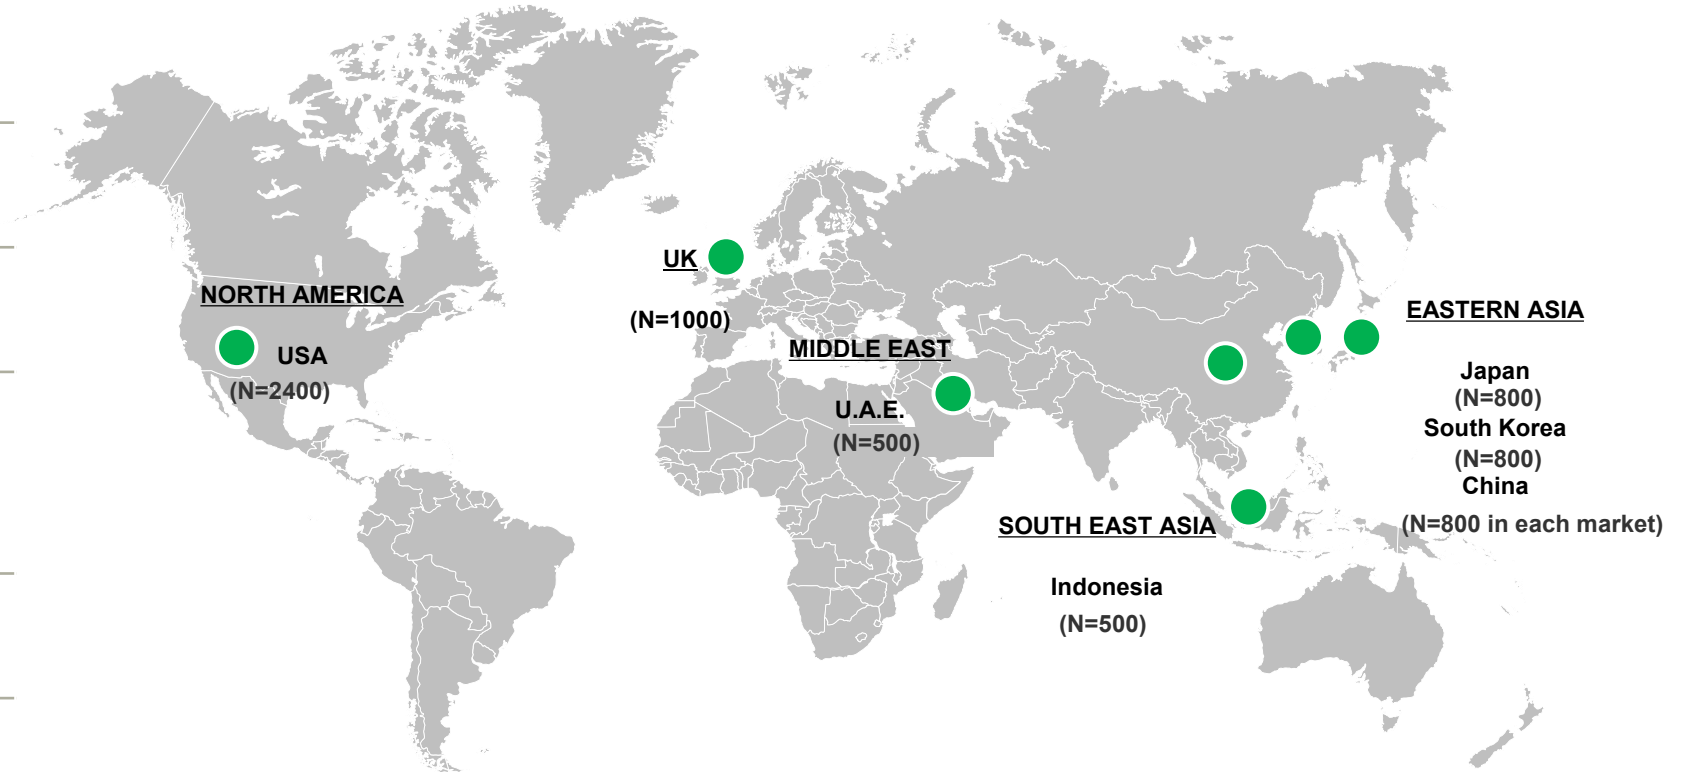 NORTH AMERICA
USA
(N=2400)
UK
(N=1000)
MIDDLE EAST
U.A.E.
(N=500)
SOUTH EAST ASIA
Indonesia
(N=500)
EASTERN ASIA
Japan
(N=800)
South Korea
(N=800)
China
(N=800 in each market)